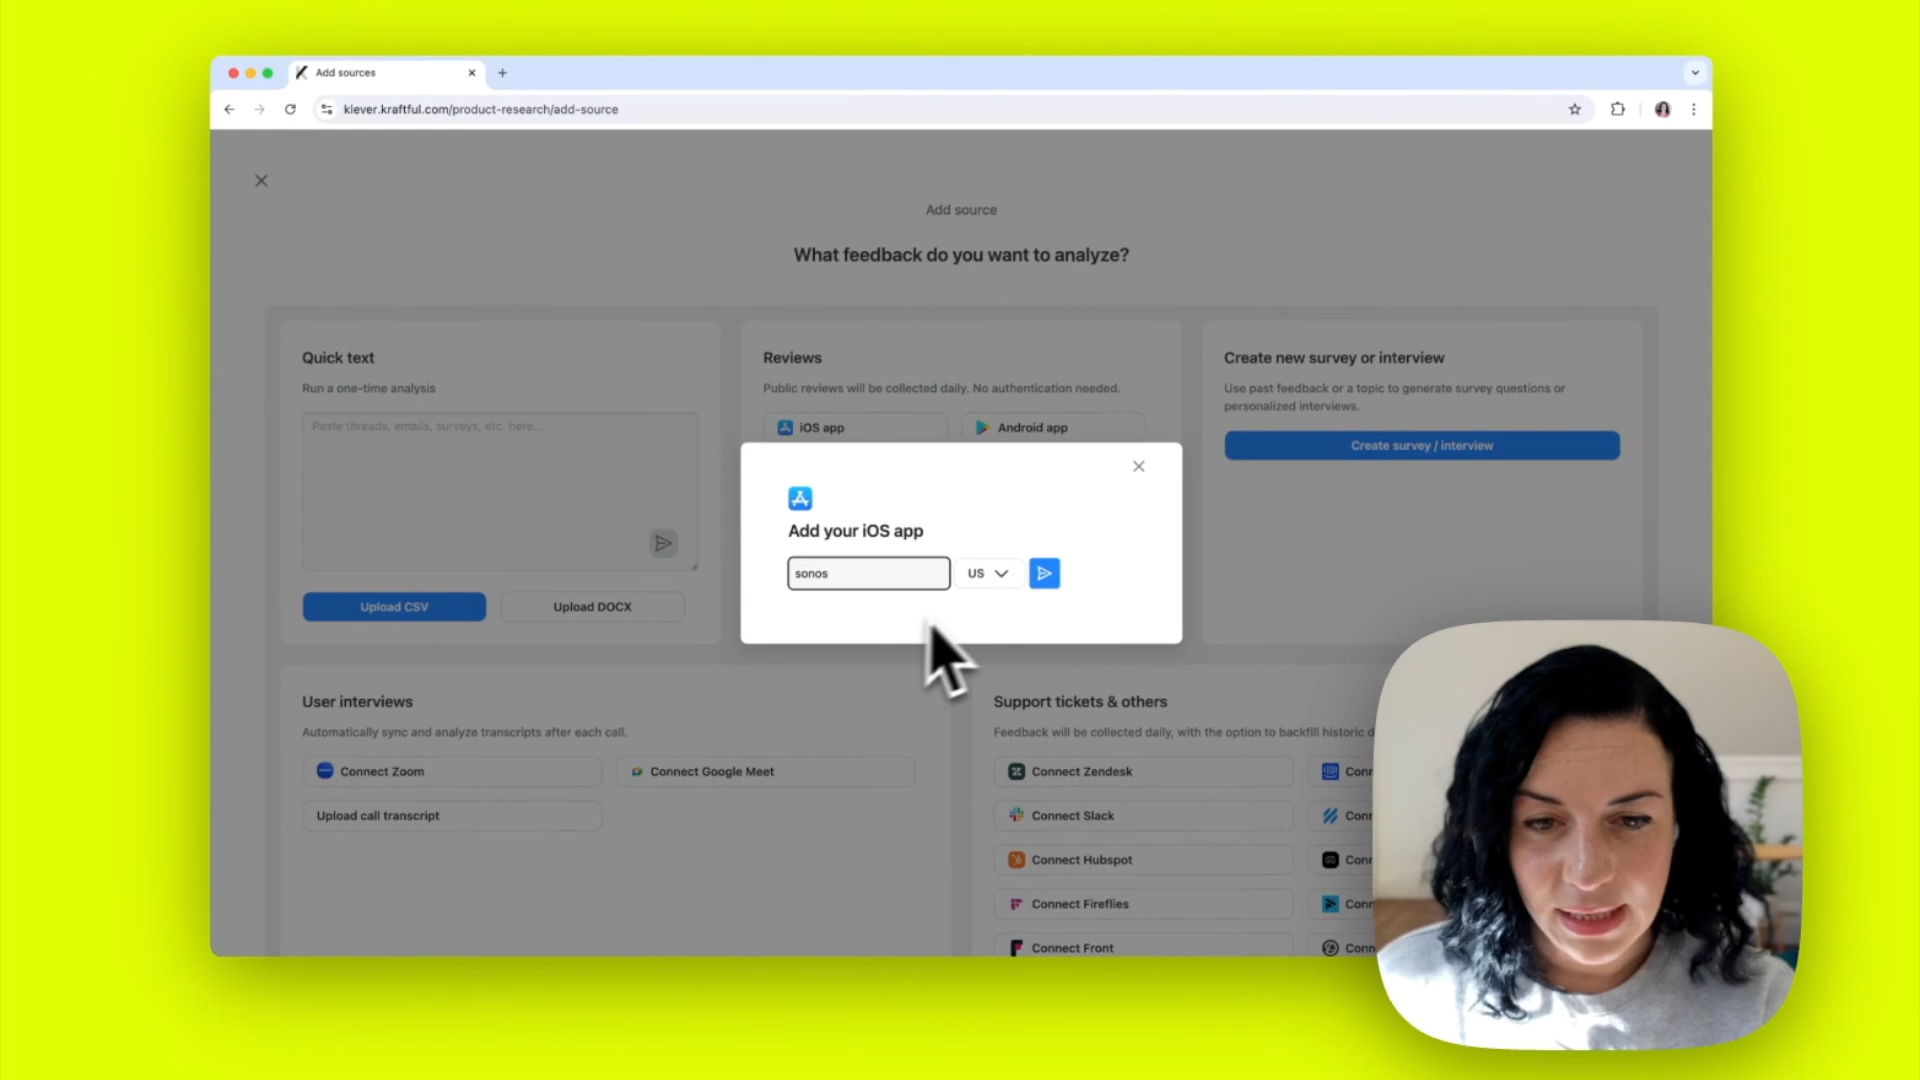 Add sources
klever.kraftful.com/product-research/add-source
Add source
What feedback do you want to analyze?
Quick text
Run a one-time analysis
Paste threads, emails, surveys, etc. here...
Upload CSV
Upload DOCX
Reviews
Public reviews will be collected daily. No authentication needed.
iOS app
Android app
Create new survey or interview
Use past feedback or a topic to generate survey questions or
personalized interviews.
Create survey / interview
Add your iOS app
sonos
US
User interviews
Automatically sync and analyze transcripts after each call.
Connect Zoom
Connect Google Meet
Upload call transcript
Support tickets & others
Feedback will be collected daily, with the option to backfill historic
Connect Zendesk
Connect Slack
Connect Hubspot
Connect Fireflies
Connect Front